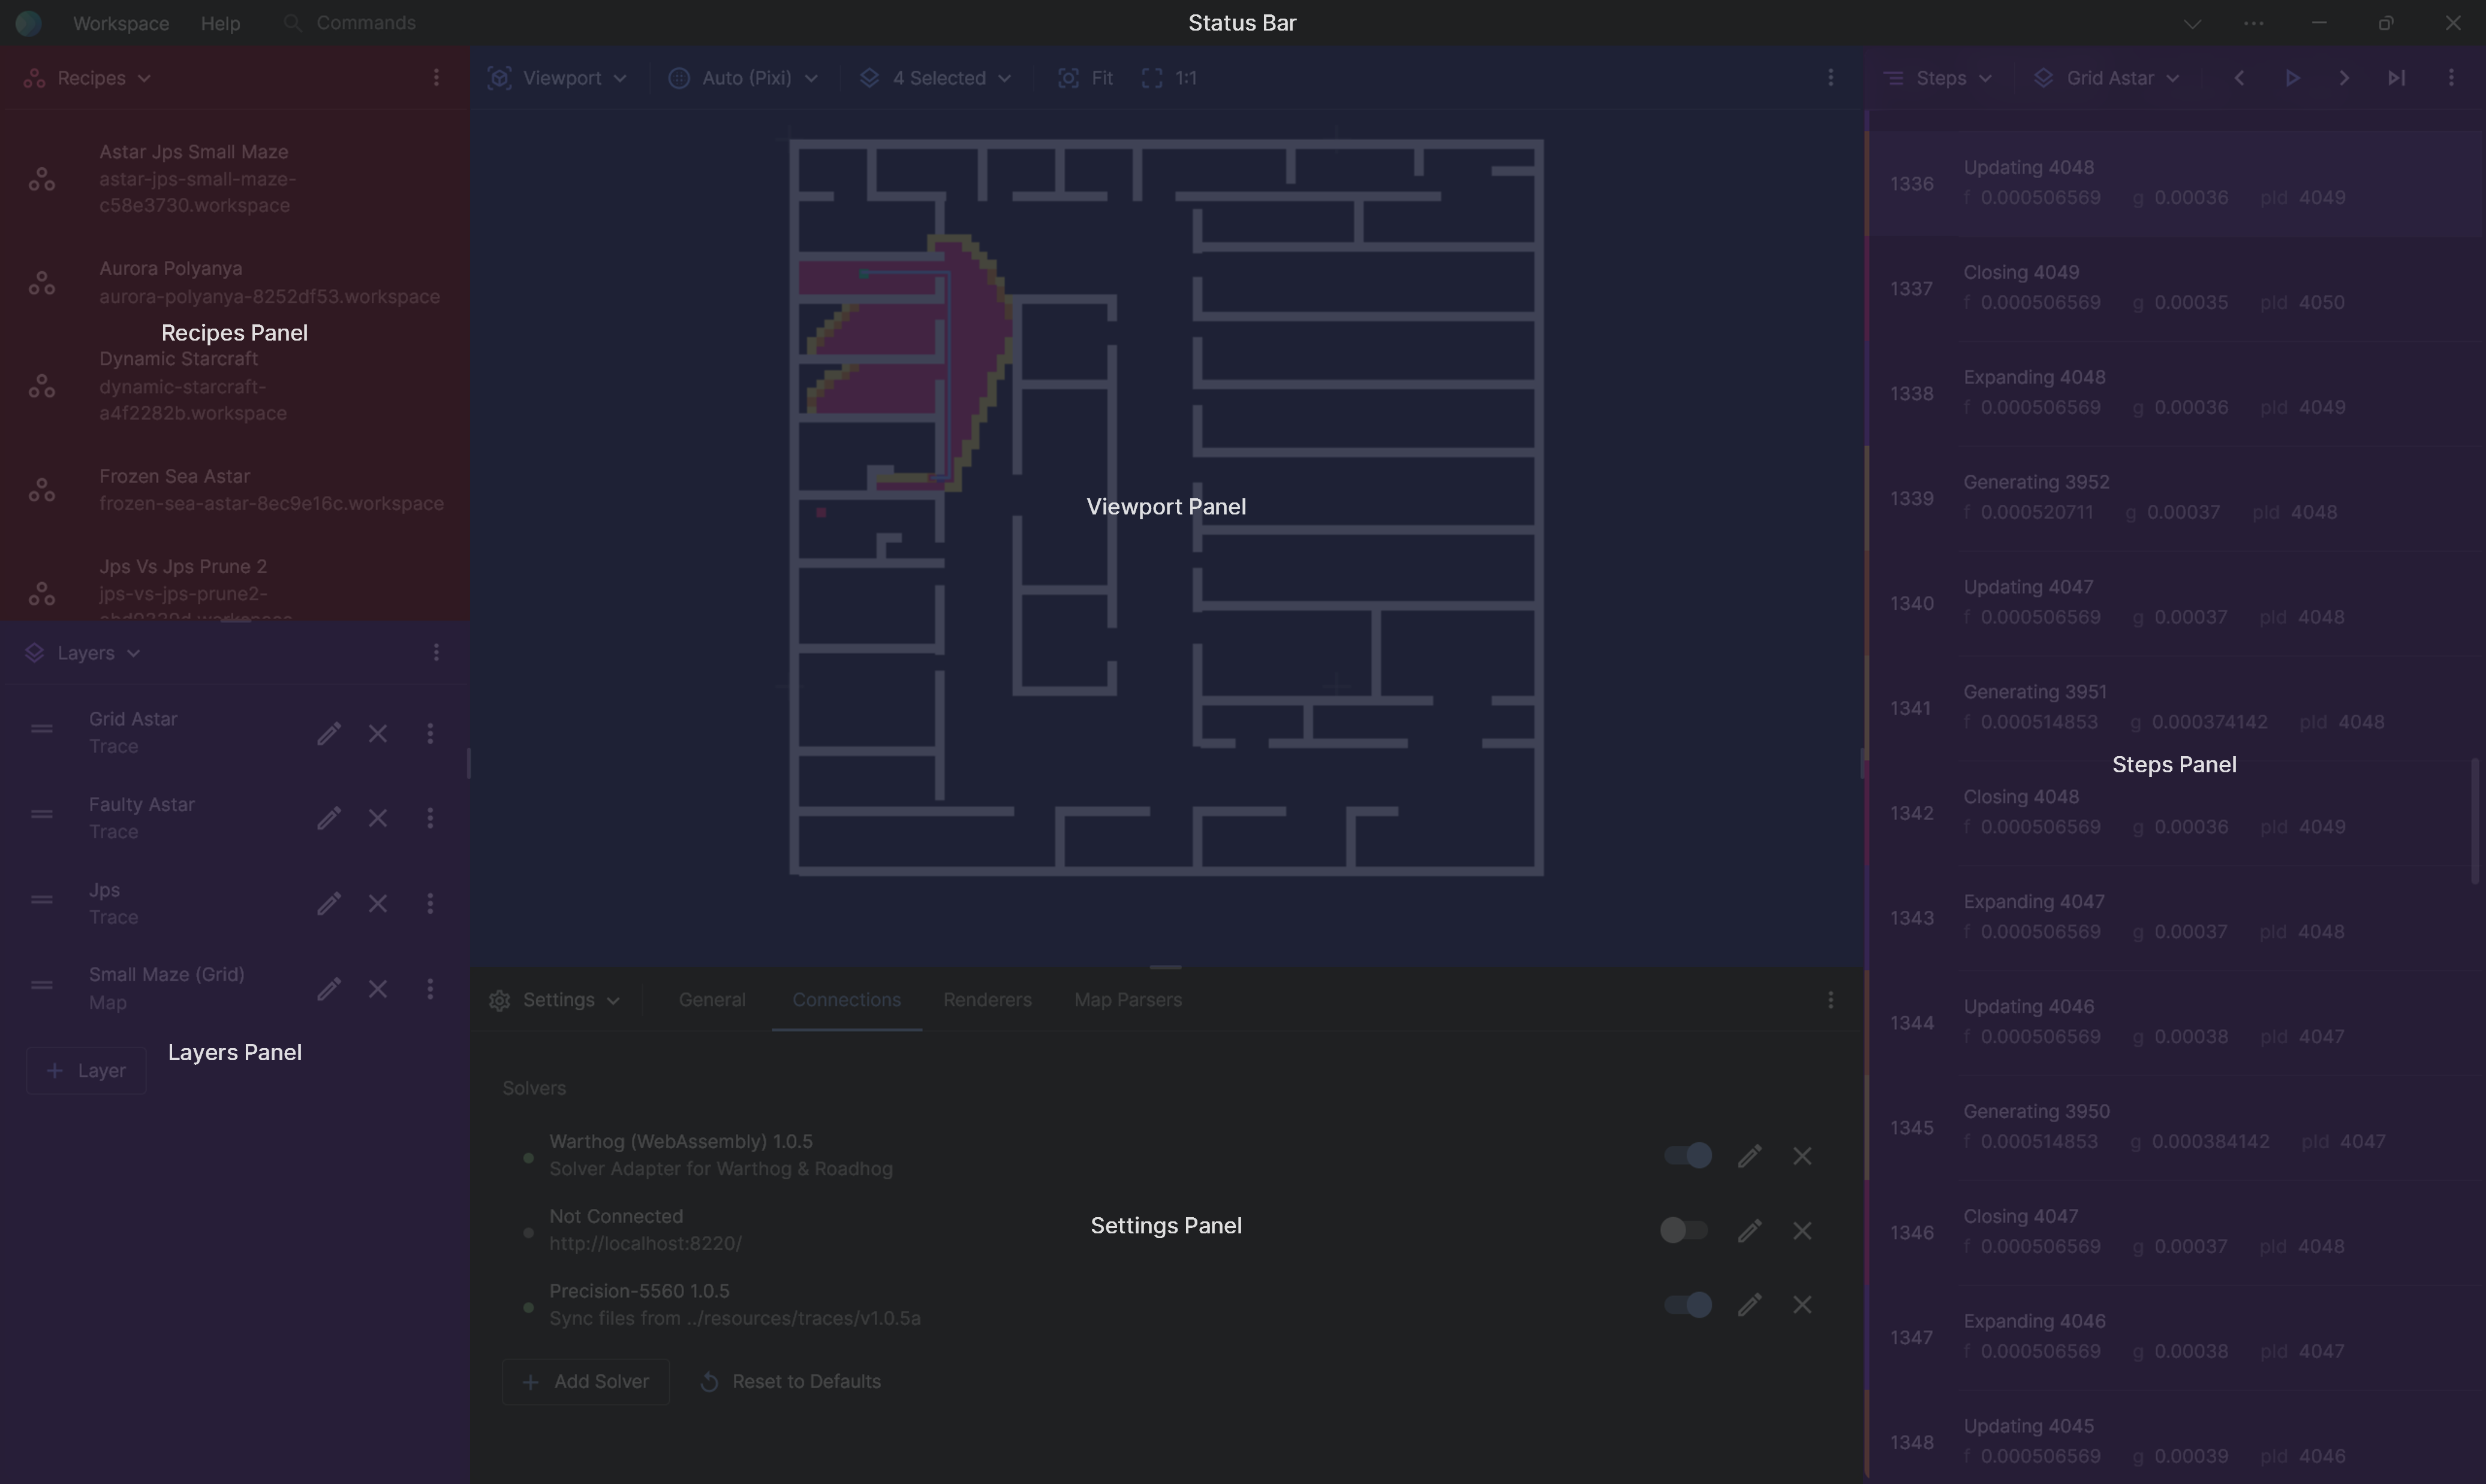 Workspace Help Commands Status Bar
Recipes
Astar Jps Small Maze
astar-jps-small-maze-
c58e3730.workspace
Aurora Polyanya
aurora-polyanya-8252df53.workspace
Recipes Panel
Dynamic Starcraft
dynamic-starcraft-
a4f2282b.workspace
Frozen Sea Astar
frozen-sea-astar-8ec9e16c.workspace
Jps Vs Jps Prune 2
jps-vs-jps-prune2-
Layers
Grid Astar
Trace
Faulty Astar
Trace
Jps
Trace
Small Maze (Grid)
Map
Layers Panel
Layer
Viewport Auto (Pixi) 4 Selected Fit 1:1
Viewport Panel
Settings General Connections Renderers Map Parsers
Solvers
Warthog (WebAssembly) 1.0.5
Solver Adapter for Warthog & Roadhog
Not Connected
http://localhost:8220/
Settings Panel
Precision-5560 1.0.5
Sync files from ../resources/traces/v1.0.5a
Add Solver Reset to Defaults
Steps Grid Astar
1336 Updating 4048
f 0.000506569 g 0.00036 pId 4049
1337 Closing 4049
f 0.000506569 g 0.00035 pId 4050
1338 Expanding 4048
f 0.000506569 g 0.00036 pId 4049
1339 Generating 3952
f 0.000520711 g 0.00037 pId 4048
1340 Updating 4047
f 0.000506569 g 0.00037 pId 4048
1341 Generating 3951
f 0.000514853 g 0.000374142 pId 4048
Steps Panel
1342 Closing 4048
f 0.000506569 g 0.00036 pId 4049
1343 Expanding 4047
f 0.000506569 g 0.00037 pId 4048
1344 Updating 4046
f 0.000506569 g 0.00038 pId 4047
1345 Generating 3950
f 0.000514853 g 0.000384142 pId 4047
1346 Closing 4047
f 0.000506569 g 0.00037 pId 4048
1347 Expanding 4046
f 0.000506569 g 0.00038 pId 4047
1348 Updating 4045
f 0.000506569 g 0.00039 pId 4046